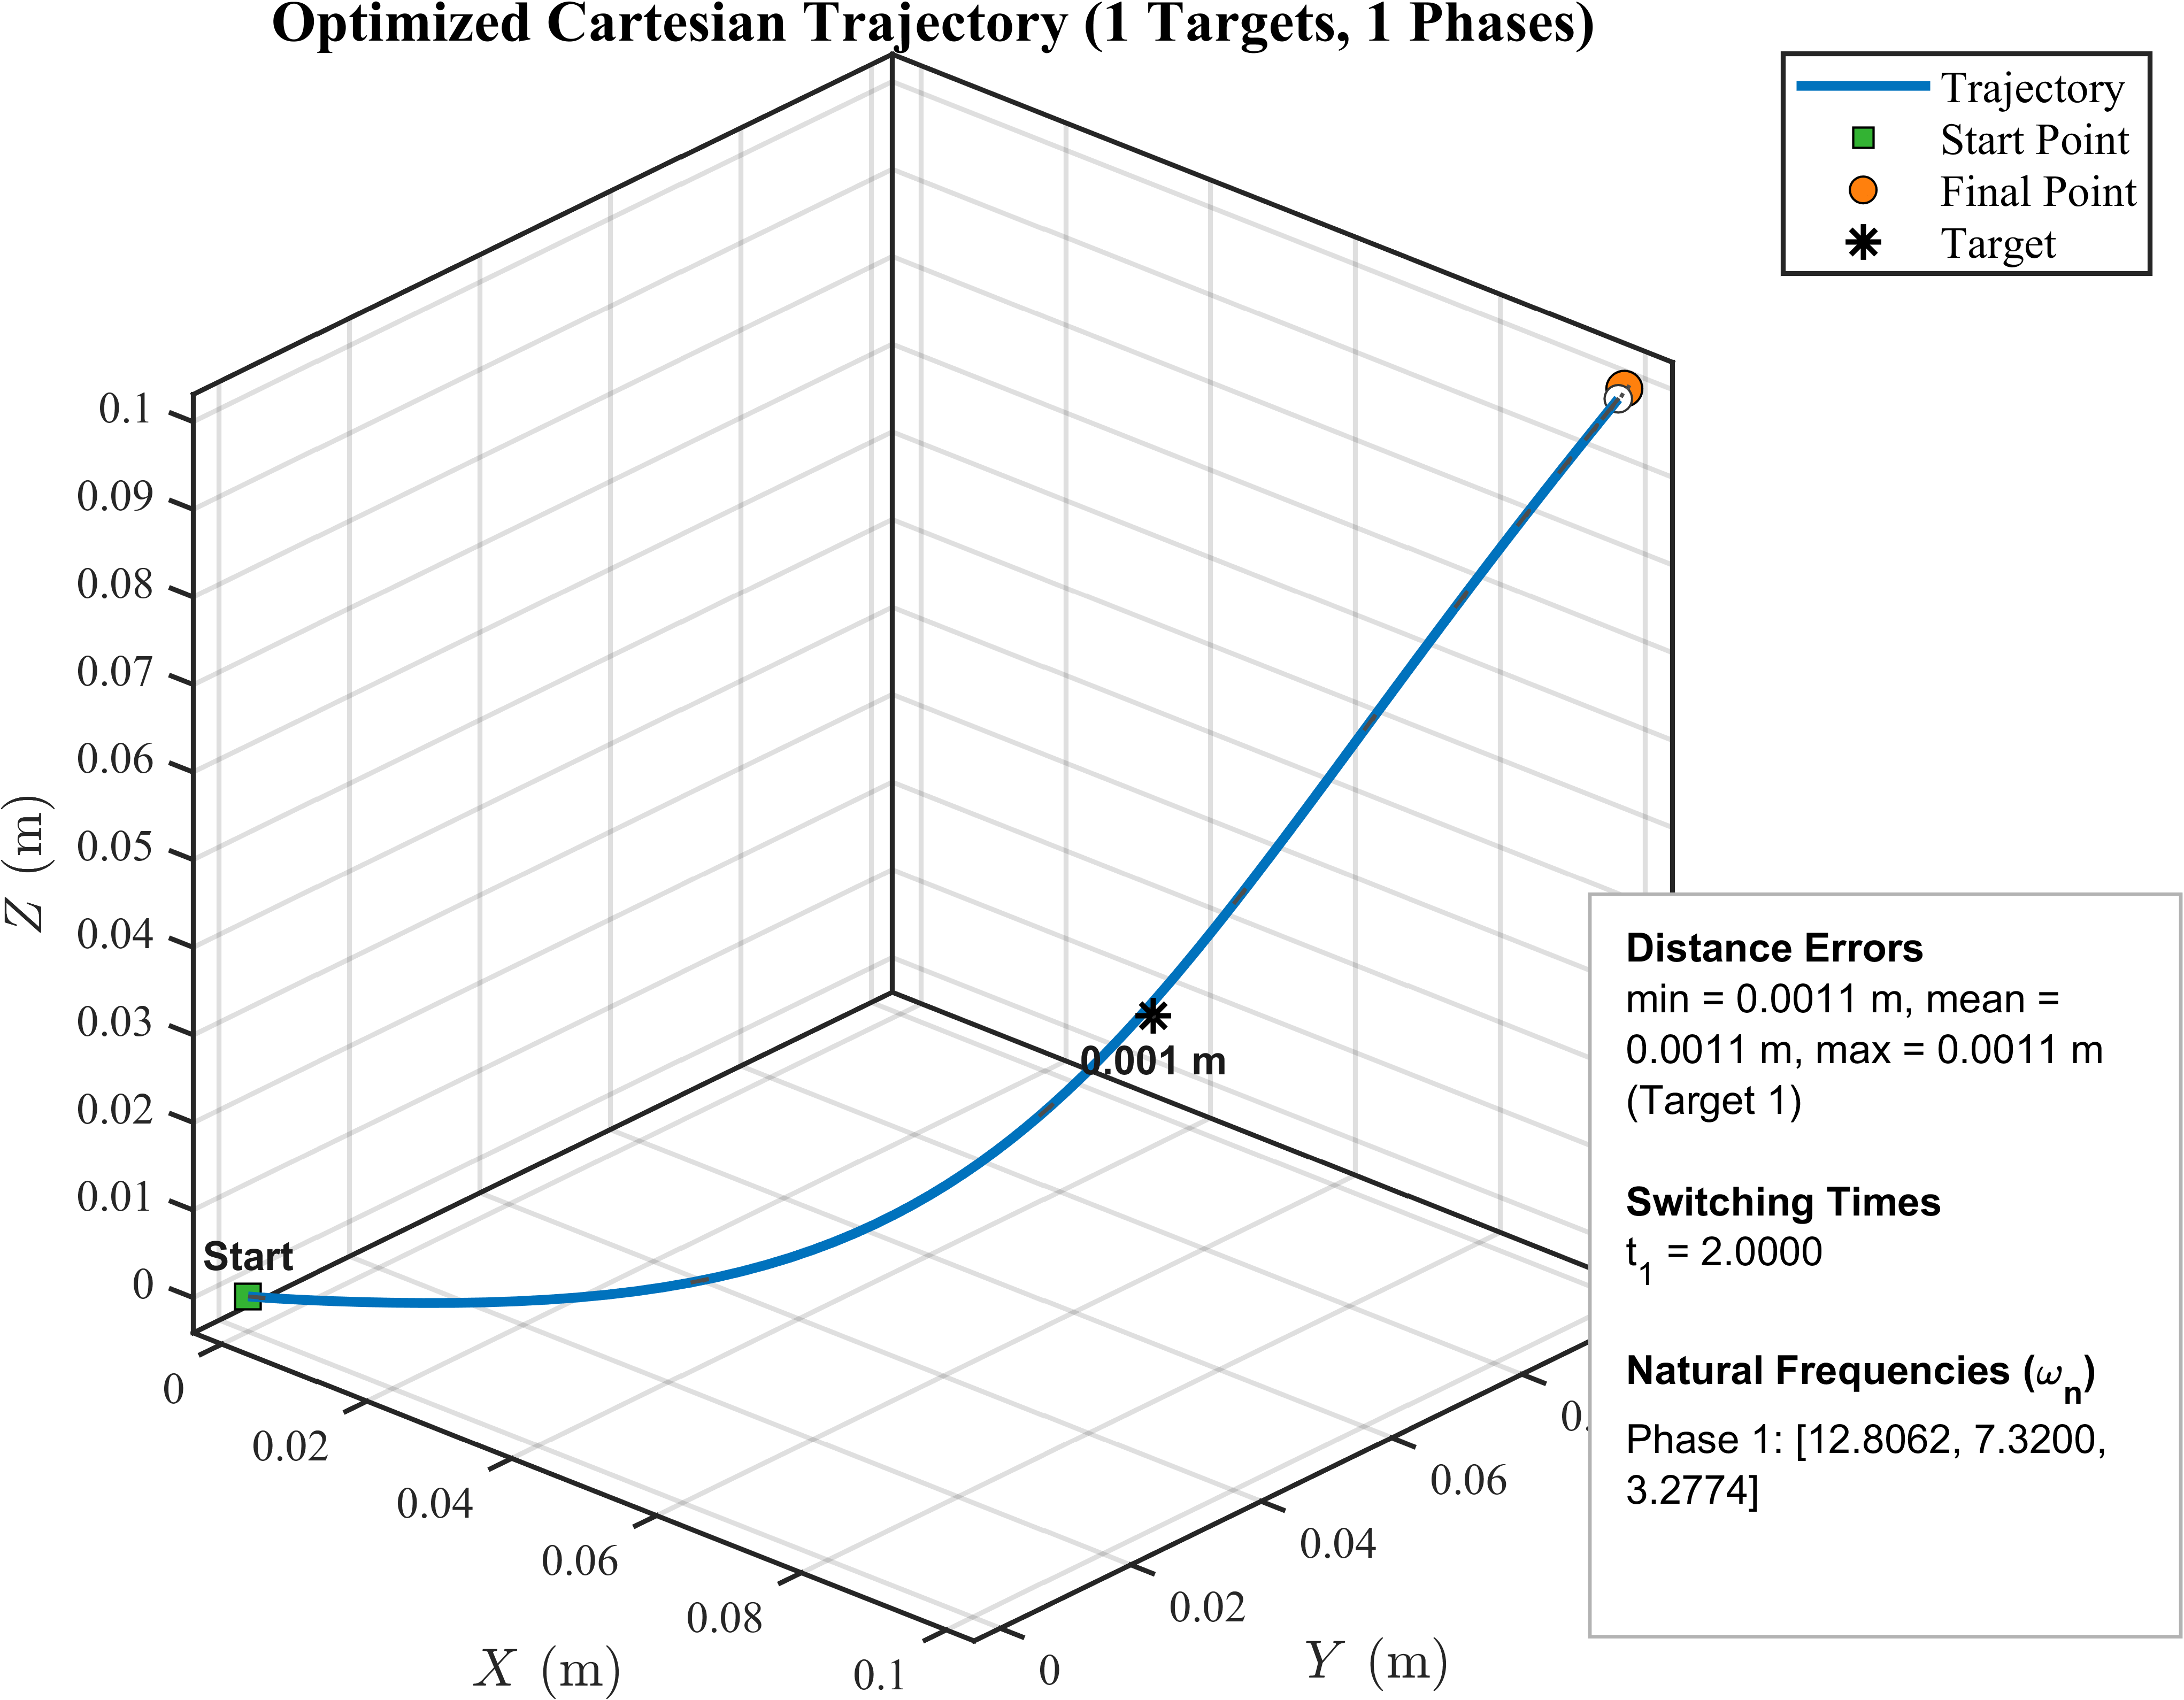 Optimized Cartesian Trajectory (1 Targets, 1 Phases)
Trajectory
Start Point
Final Point
Target
0.1
0.09
0.08
0.07
0.06
0.05
0.04
0.03
0.02
0.01
0
Z (m)
Start
0.001 m
0
0.02
0.04
0.06
0.08
0.1
X (m)
0
0.02
0.04
0.06
0.
Y (m)
Distance Errors
min = 0.0011 m, mean =
0.0011 m, max = 0.0011 m
(Target 1)
Switching Times
t1 = 2.0000
Natural Frequencies (ωn)
Phase 1: [12.8062, 7.3200,
3.2774]